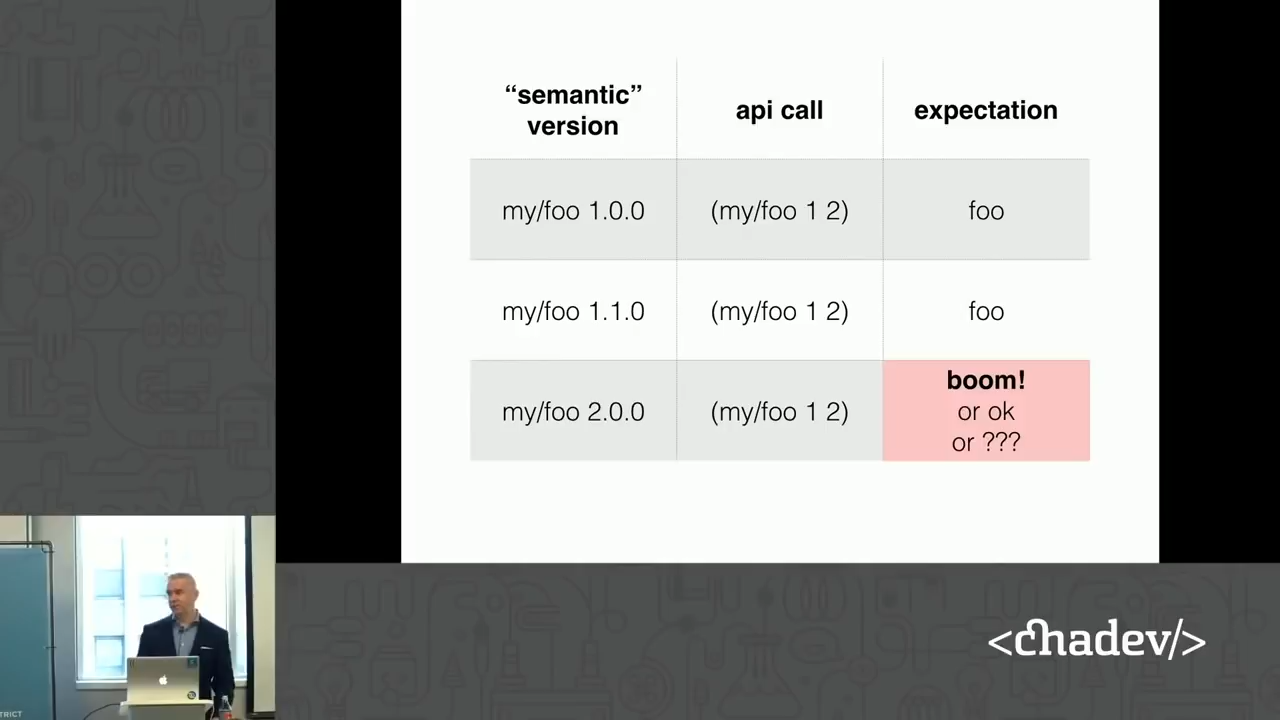 “semantic”
version
api call
expectation
my/foo 1.0.0
(my/foo 1 2)
foo
my/foo 1.1.0
(my/foo 1 2)
foo
my/foo 2.0.0
(my/foo 1 2)
boom!
or ok
or ???
<chadev/>
TRICT